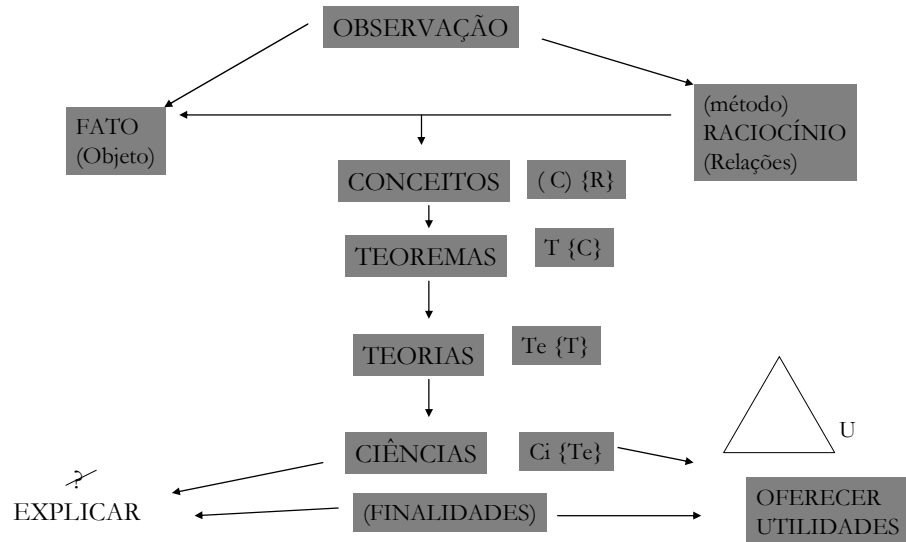 OBSERVAÇÃO
FATO
(Objeto)
(método)
RACIOCÍNIO
(Relações)
CONCEITOS
( C) {R}
TEOREMAS
T {C}
TEORIAS
Te {T}
U
CIÊNCIAS
Ci {Te}
?
EXPLICAR
(FINALIDADES)
OFERECER
UTILIDADES